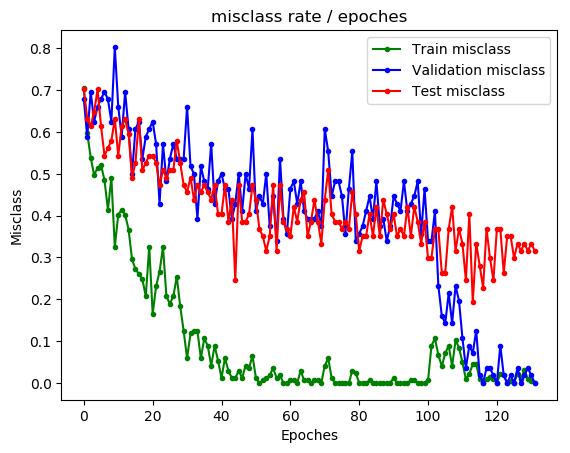 misclass rate / epoches
Train misclass
Validation misclass
Test misclass
Misclass
0.8
0.7
0.6
0.5
0.4
0.3
0.2
0.1
0.0
0 20 40 60 80 100 120
Epoches